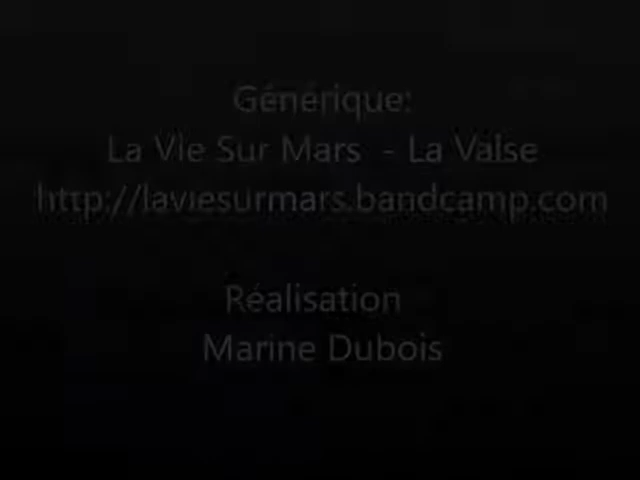 Générique:
La Vie Sur Mars - La Valse
http://laviesurmars.bandcamp.com
Réalisation
Marine Dubois